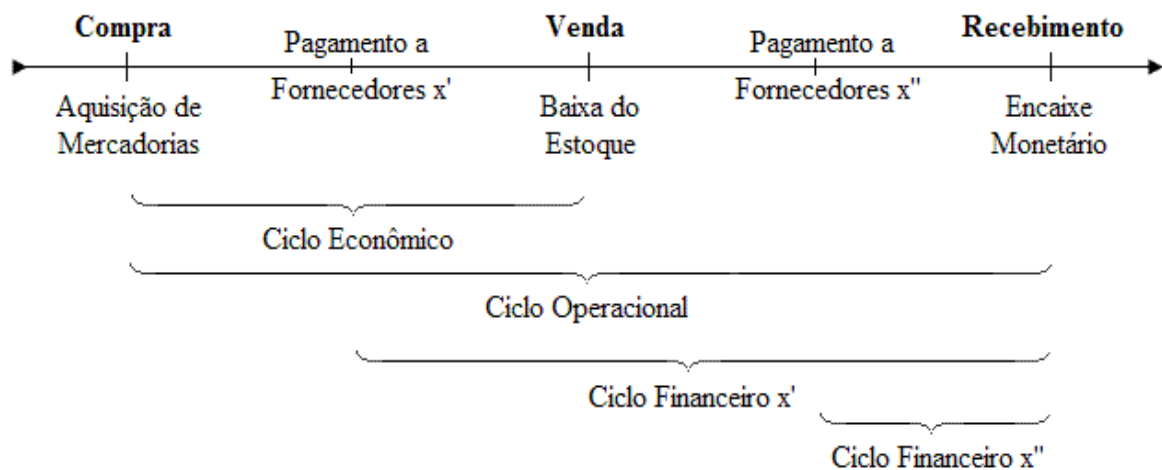 Compra
Pagamento a
Fornecedores x'
Venda
Pagamento a
Fornecedores x"
Recebimento
Aquisição de
Mercadorias
Baixa do
Estoque
Encaixe
Monetário
Ciclo Econômico
Ciclo Operacional
Ciclo Financeiro x'
Ciclo Financeiro x"